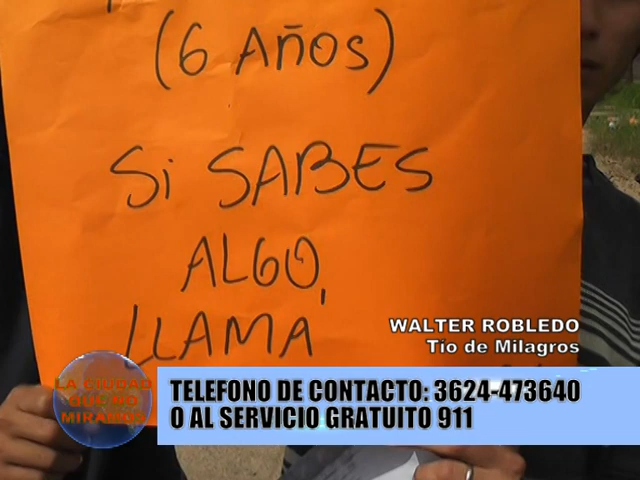 (6 AÑOS)
Si SABES
ALGO,
LLAMA
WALTER ROBLEDO
Tío de Milagros
LA CIUDAD
QUE NO
MIRAMOS
TELEFONO DE CONTACTO: 3624-473640
O AL SERVICIO GRATUITO 911